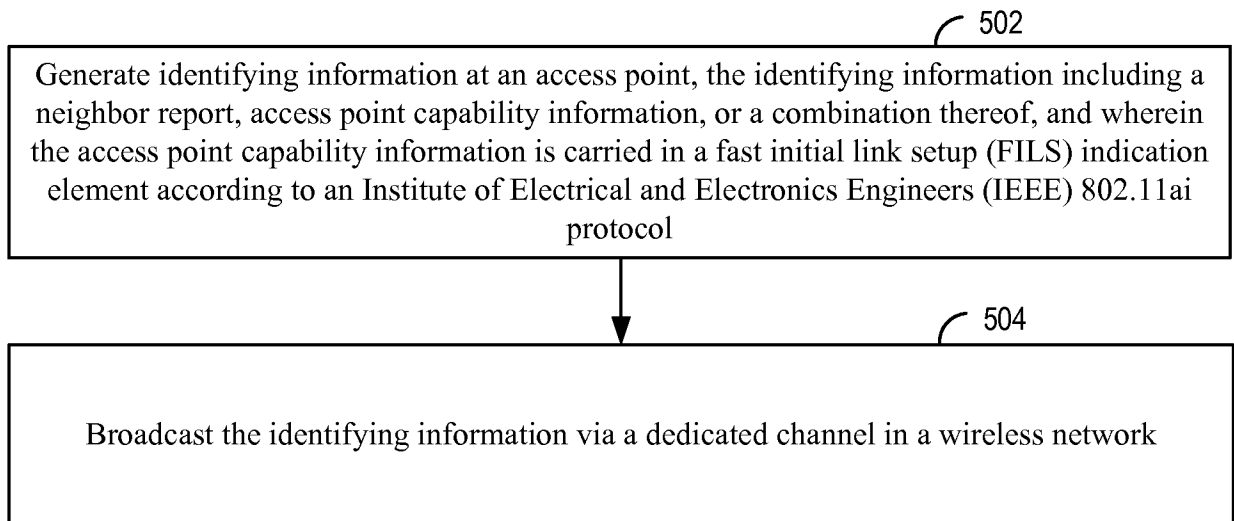 502
Generate identifying information at an access point, the identifying information including a
neighbor report, access point capability information, or a combination thereof, and wherein
the access point capability information is carried in a fast initial link setup (FILS) indication
element according to an Institute of Electrical and Electronics Engineers (IEEE) 802.11ai
protocol
504
Broadcast the identifying information via a dedicated channel in a wireless network